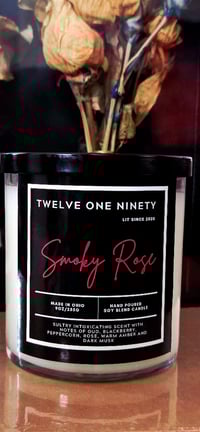 TWELVE ONE NINETY
LIT SINCE 2020
Smoky Rose
MADE IN OHIO
9OZ/255G
HAND POURED
SOY BLEND CANDLE
SULTRY INTOXICATING SCENT WITH
NOTES OF OUD, BLACKBERRY,
PEPPERCORN, ROSE, WARM AMBER AND
DARK MUSK